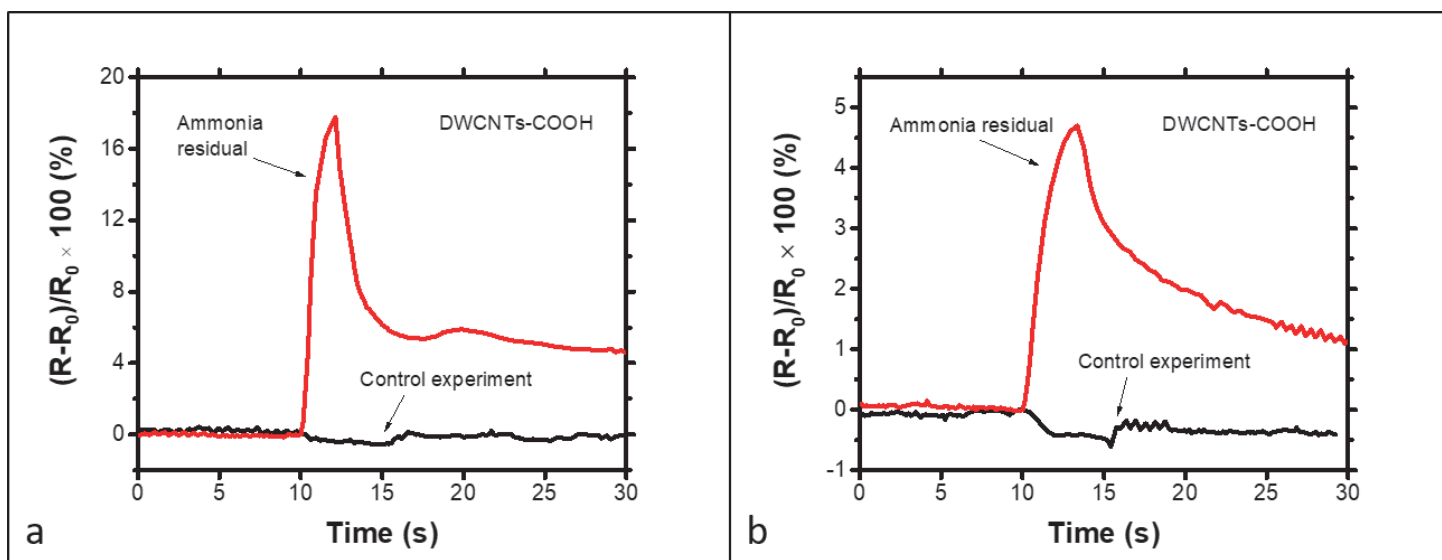 20
16
12
8
4
0
(R-R₀)/R₀ × 100 (%)
Ammonia
residual
DWCNTs-COOH
Control experiment
0 5 10 15 20 25 30
Time (s)
a
5
4
3
2
1
0
-1
(R-R₀)/R₀ × 100 (%)
Ammonia residual
DWCNTs-COOH
Control experiment
0 5 10 15 20 25 30
Time (s)
b